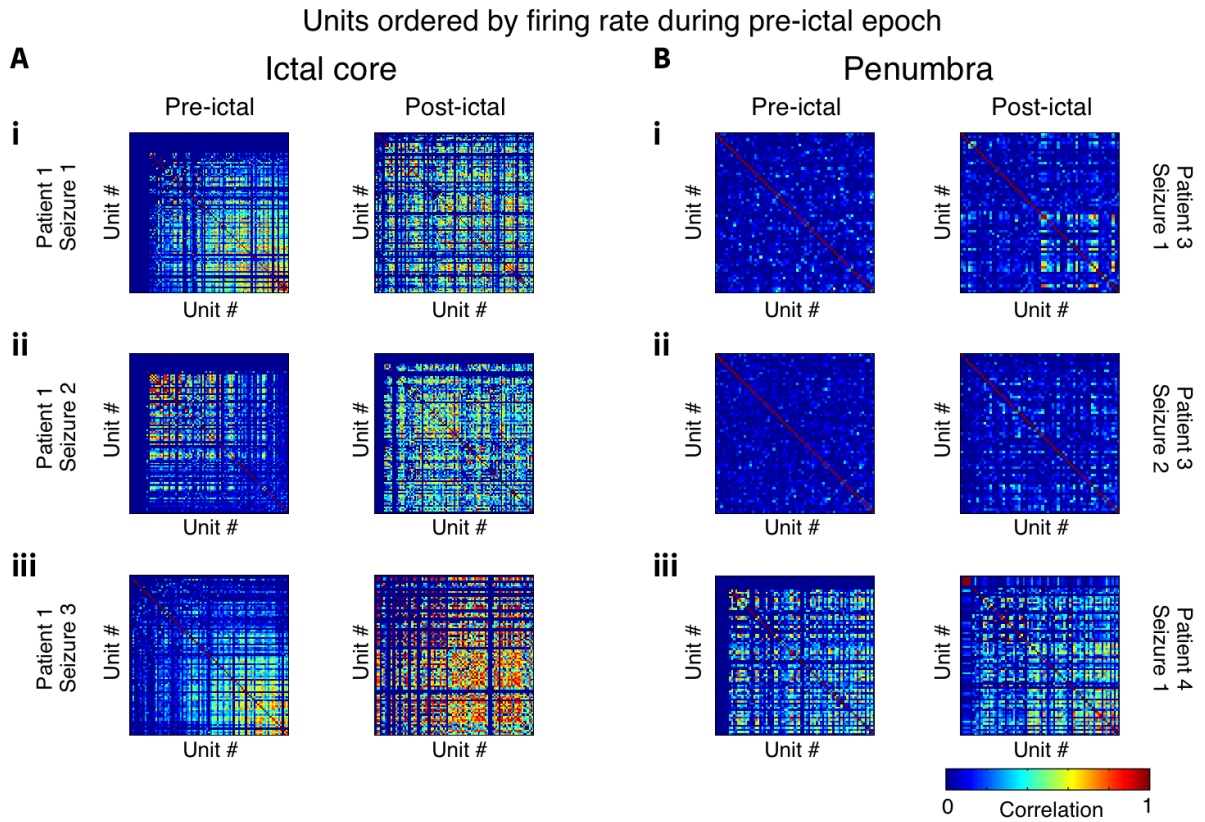 Units ordered by firing rate during pre-ictal epoch
A
Ictal core
Pre-ictal
Post-ictal
i
Patient 1
Seizure 1
Unit #
Unit #
Unit #
Unit #
ii
Patient 1
Seizure 2
Unit #
Unit #
Unit #
Unit #
iii
Patient 1
Seizure 3
Unit #
Unit #
Unit #
Unit #
B
Penumbra
Pre-ictal
Post-ictal
i
Unit #
Unit #
Unit #
Unit #
Patient 3
Seizure 1
ii
Unit #
Unit #
Unit #
Unit #
Patient 3
Seizure 2
iii
Unit #
Unit #
Unit #
Unit #
Patient 4
Seizure 1
0
1
Correlation